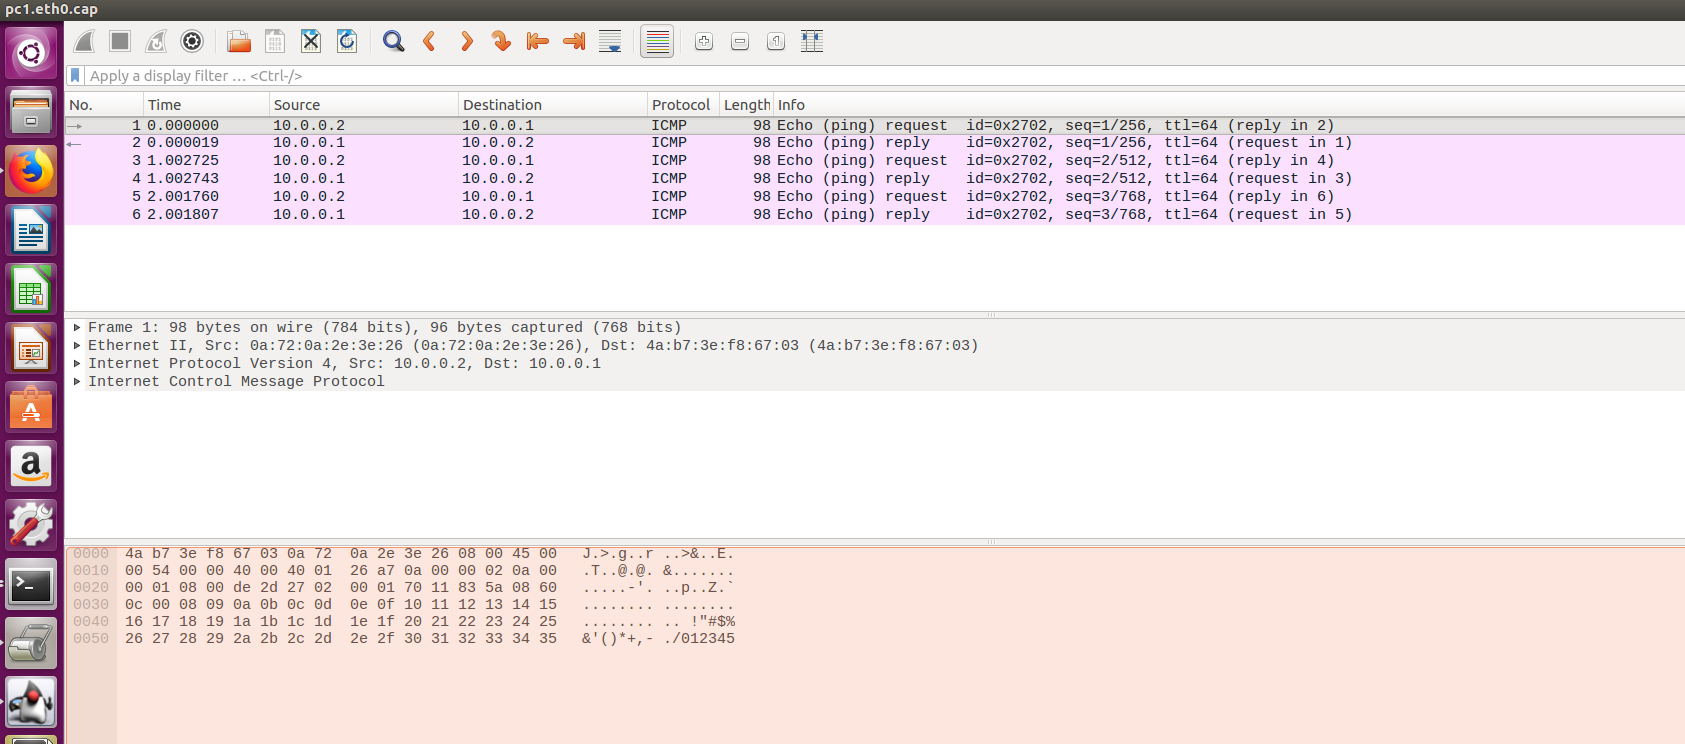 pc1.eth0.cap
Apply a display filter … <Ctrl-/>
No. Time Source Destination Protocol Length Info
1 0.000000 10.0.0.2 10.0.0.1 ICMP 98 Echo (ping) request id=0x2702, seq=1/256, ttl=64 (reply in 2)
2 0.000019 10.0.0.1 10.0.0.2 ICMP 98 Echo (ping) reply id=0x2702, seq=1/256, ttl=64 (request in 1)
3 1.002725 10.0.0.2 10.0.0.1 ICMP 98 Echo (ping) request id=0x2702, seq=2/512, ttl=64 (reply in 4)
4 1.002743 10.0.0.1 10.0.0.2 ICMP 98 Echo (ping) reply id=0x2702, seq=2/512, ttl=64 (request in 3)
5 2.001760 10.0.0.2 10.0.0.1 ICMP 98 Echo (ping) request id=0x2702, seq=3/768, ttl=64 (reply in 6)
6 2.001807 10.0.0.1 10.0.0.2 ICMP 98 Echo (ping) reply id=0x2702, seq=3/768, ttl=64 (request in 5)
Frame 1: 98 bytes on wire (784 bits), 96 bytes captured (768 bits)
Ethernet II, Src: 0a:72:0a:2e:3e:26 (0a:72:0a:2e:3e:26), Dst: 4a:b7:3e:f8:67:03 (4a:b7:3e:f8:67:03)
Internet Protocol Version 4, Src: 10.0.0.2, Dst: 10.0.0.1
Internet Control Message Protocol
0000 4a b7 3e f8 67 03 0a 72 0a 2e 3e 26 08 00 45 00 J.>.g..r ..>&..E.
0010 00 54 00 00 40 00 40 01 26 a7 0a 00 00 02 0a 00 .T..@.@. &.......
0020 00 01 08 00 de 2d 27 02 00 01 70 11 83 5a 08 60 .....-'. ..p..Z.`
0030 0c 00 08 09 0a 0b 0c 0d 0e 0f 10 11 12 13 14 15 ........ ........
0040 16 17 18 19 1a 1b 1c 1d 1e 1f 20 21 22 23 24 25 ........ .. !"#$%
0050 26 27 28 29 2a 2b 2c 2d 2e 2f 30 31 32 33 34 35 &'()*+,- ./012345